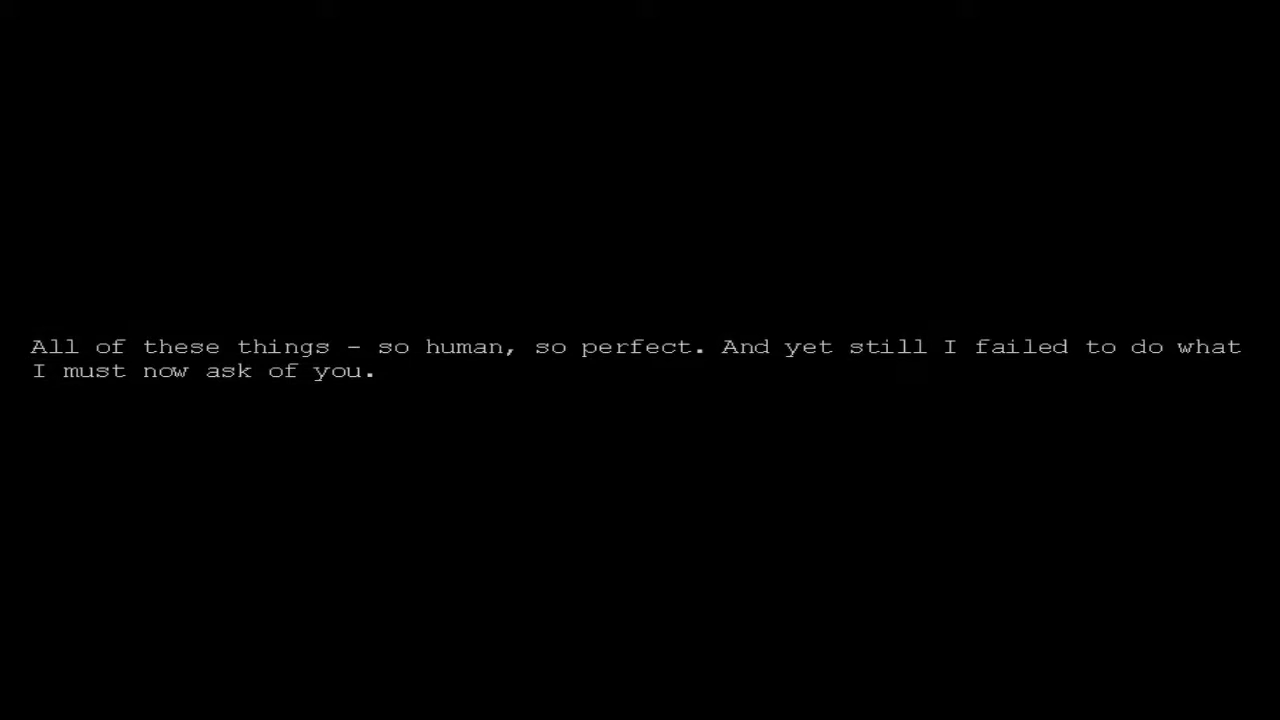 All of these things – so human, so perfect. And yet still I failed to do what
I must now ask of you.